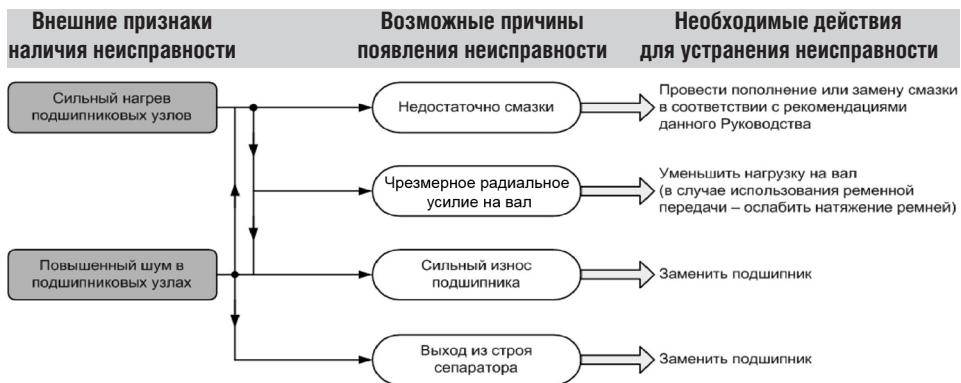 Внешние признаки
наличия неисправности
Возможные причины
появления неисправности
Необходимые действия
для устранения неисправности
Сильный нагрев
подшипниковых узлов
Недостаточно смазки
Провести пополнение или замену смазки
в соответствии с рекомендациями
данного Руководства
Чрезмерное радиальное
усилие на вал
Уменьшить нагрузку на вал
(в случае использования ременной
передачи – ослабить натяжение ремней)
Повышенный шум в
подшипниковых узлах
Сильный износ
подшипника
Заменить подшипник
Выход из строя
сепаратора
Заменить подшипник